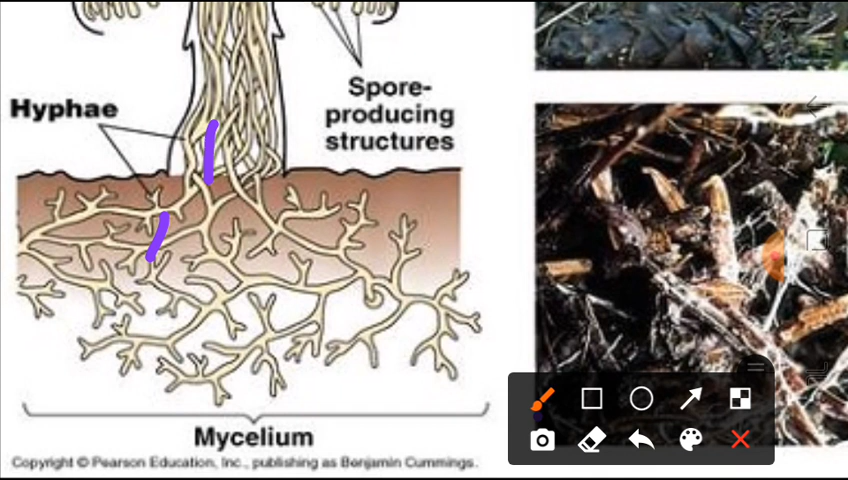 Hyphae
Spore-
producing
structures
Mycelium
Copyright © Pearson Education, Inc., publishing as Benjamin Cummings.